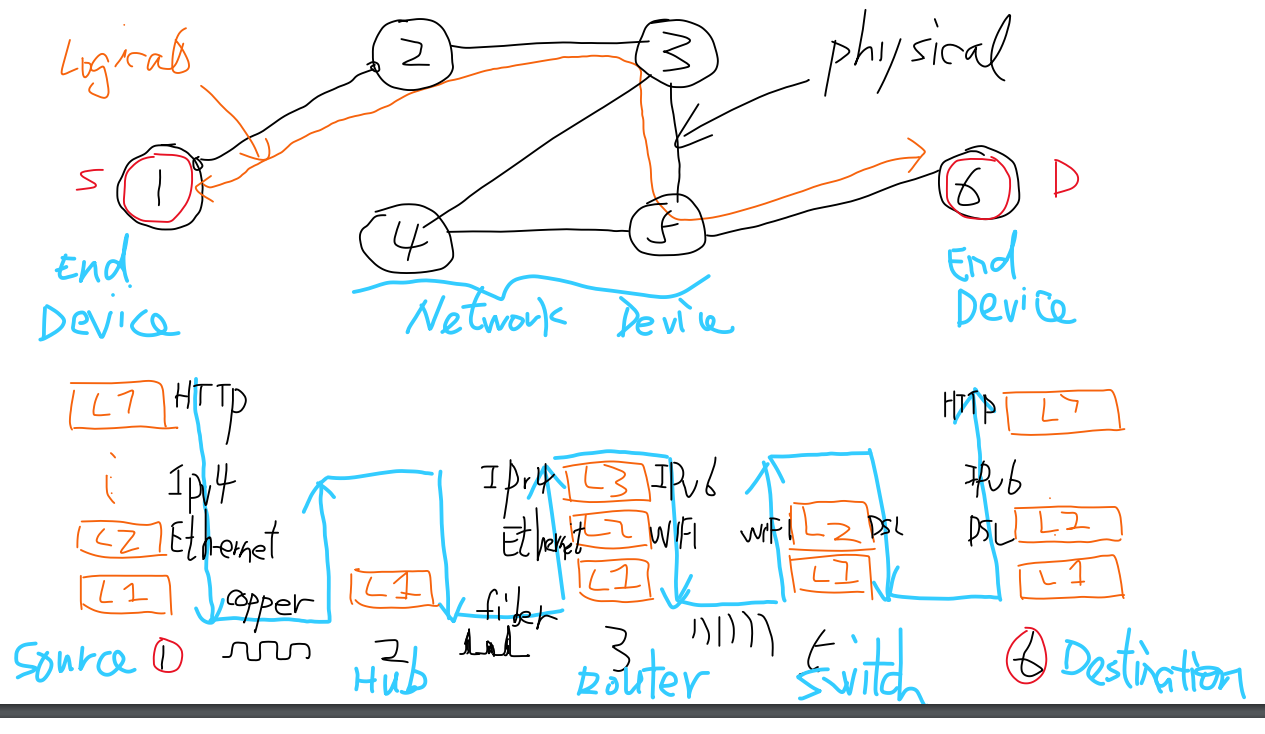 Logical
2
3
physical
S
1
6
D
4
5
End
Device
Network Device
End
Device
L7 HTTP
HTTP L7
IPv4
IPv4 L3 IPv6
IPv6
L2 Ethernet
Ethernet L2 WIFI
WIFI L2 DSL
DSL L2
L1
copper
L1
fiber
L1
L1
L1
Source 1
2
Hub
3
Router
Switch
6 Destination